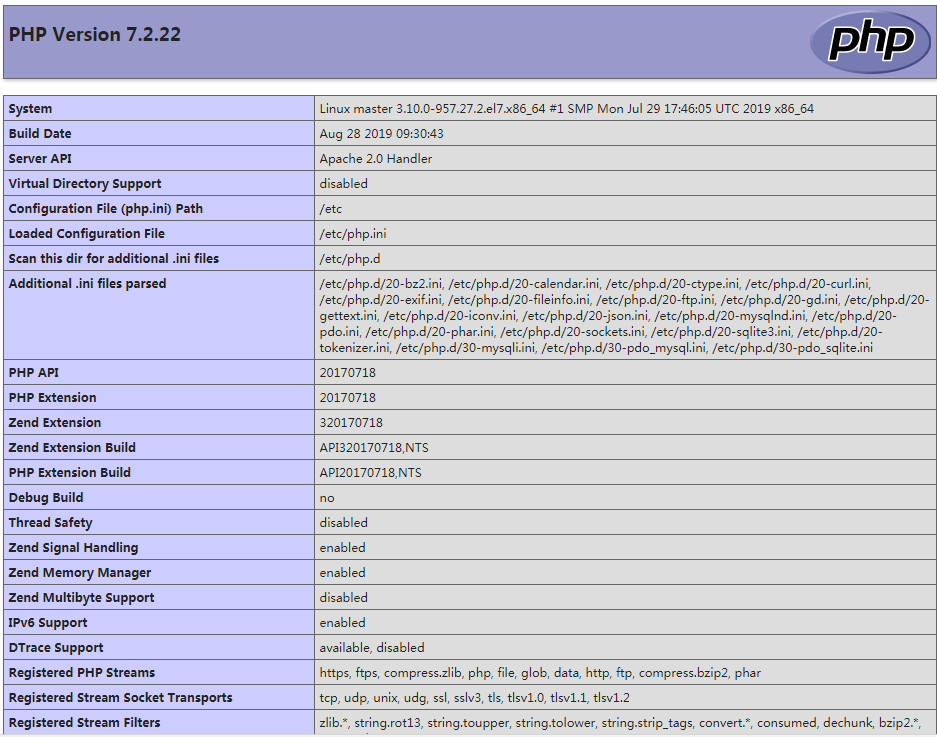 PHP Version 7.2.22
php
System Linux master 3.10.0-957.27.2.el7.x86_64 #1 SMP Mon Jul 29 17:46:05 UTC 2019 x86_64
Build Date Aug 28 2019 09:30:43
Server API Apache 2.0 Handler
Virtual Directory Support disabled
Configuration File (php.ini) Path /etc
Loaded Configuration File /etc/php.ini
Scan this dir for additional .ini files /etc/php.d
Additional .ini files parsed /etc/php.d/20-bz2.ini, /etc/php.d/20-calendar.ini, /etc/php.d/20-ctype.ini, /etc/php.d/20-curl.ini,
/etc/php.d/20-exif.ini, /etc/php.d/20-fileinfo.ini, /etc/php.d/20-ftp.ini, /etc/php.d/20-gd.ini, /etc/php.d/20-
gettext.ini, /etc/php.d/20-iconv.ini, /etc/php.d/20-json.ini, /etc/php.d/20-mysqlnd.ini, /etc/php.d/20-
pdo.ini, /etc/php.d/20-phar.ini, /etc/php.d/20-sockets.ini, /etc/php.d/20-sqlite3.ini, /etc/php.d/20-
tokenizer.ini, /etc/php.d/30-mysqli.ini, /etc/php.d/30-pdo_mysql.ini, /etc/php.d/30-pdo_sqlite.ini
PHP API 20170718
PHP Extension 20170718
Zend Extension 320170718
Zend Extension Build API320170718,NTS
PHP Extension Build API20170718,NTS
Debug Build no
Thread Safety disabled
Zend Signal Handling enabled
Zend Memory Manager enabled
Zend Multibyte Support disabled
IPv6 Support enabled
DTrace Support available, disabled
Registered PHP Streams https, ftps, compress.zlib, php, file, glob, data, http, ftp, compress.bzip2, phar
Registered Stream Socket Transports tcp, udp, unix, udg, ssl, sslv3, tls, tlsv1.0, tlsv1.1, tlsv1.2
Registered Stream Filters zlib.*, string.rot13, string.toupper, string.tolower, string.strip_tags, convert.*, consumed, dechunk, bzip2.*,